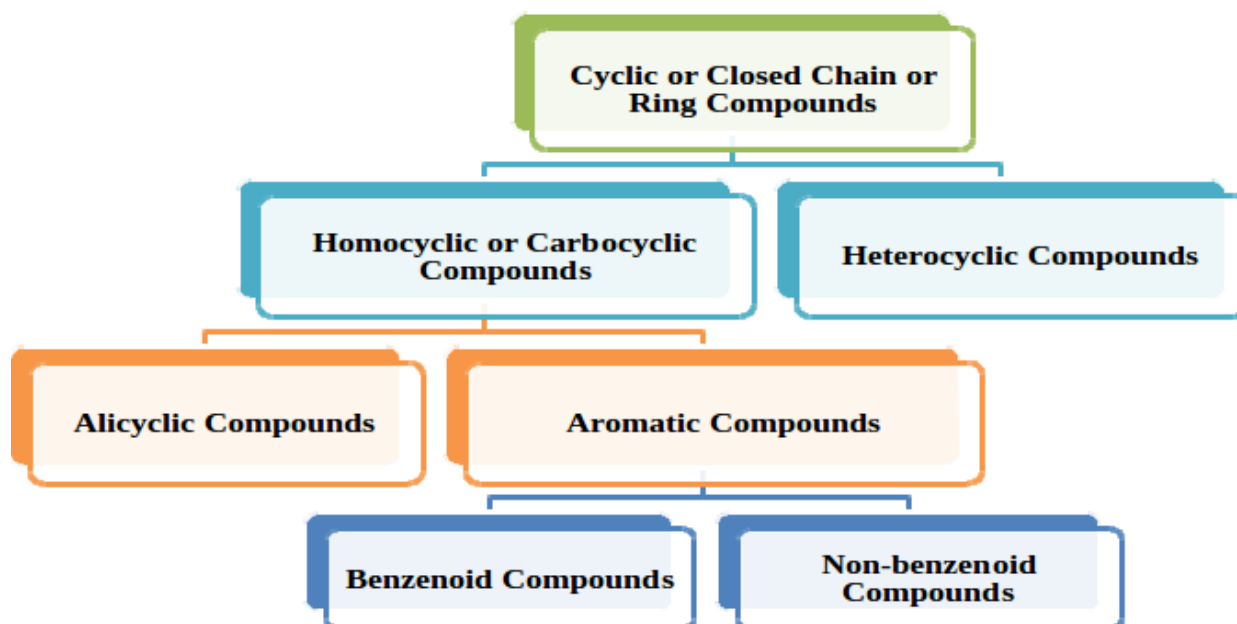 Cyclic or Closed Chain or
Ring Compounds
Homocyclic or Carbocyclic
Compounds
Heterocyclic Compounds
Alicyclic Compounds
Aromatic Compounds
Benzenoid Compounds
Non-benzenoid
Compounds